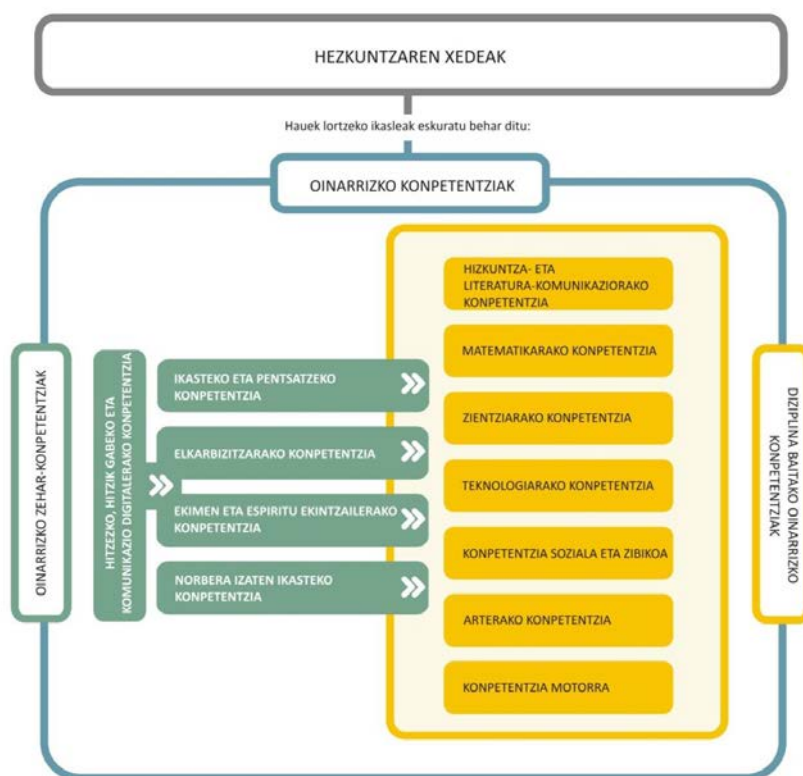 HEZKUNTZAREN XEDEAK
Hauek lortzeko ikasleak eskuratu behar ditu:
OINARRIZKO KONPETENTZIAK
OINARRIZKO ZEHAR-KONPETENTZIAK
HITZEZKO, HITZIK GABEKO ETA
KOMUNIKAZIO DIGITALERAKO KONPETENTZIA
IKASTEKO ETA PENTSATZEKO
KONPETENTZIA
ELKARBIZITZARAKO KONPETENTZIA
EKIMEN ETA ESPIRITU EKINTZAILERAKO
KONPETENTZIA
NORBERA IZATEN IKASTEKO
KONPETENTZIA
HIZKUNTZA- ETA
LITERATURA-KOMUNIKAZIORAKO
KONPETENTZIA
MATEMATIKARAKO KONPETENTZIA
ZIENTZIARAKO KONPETENTZIA
TEKNOLOGIARAKO KONPETENTZIA
KONPETENTZIA SOZIALA ETA ZIBIKOA
ARTERAKO KONPETENTZIA
KONPETENTZIA MOTORRA
DIZIPLINA BAITAKO OINARRIZKO
KONPETENTZIAK